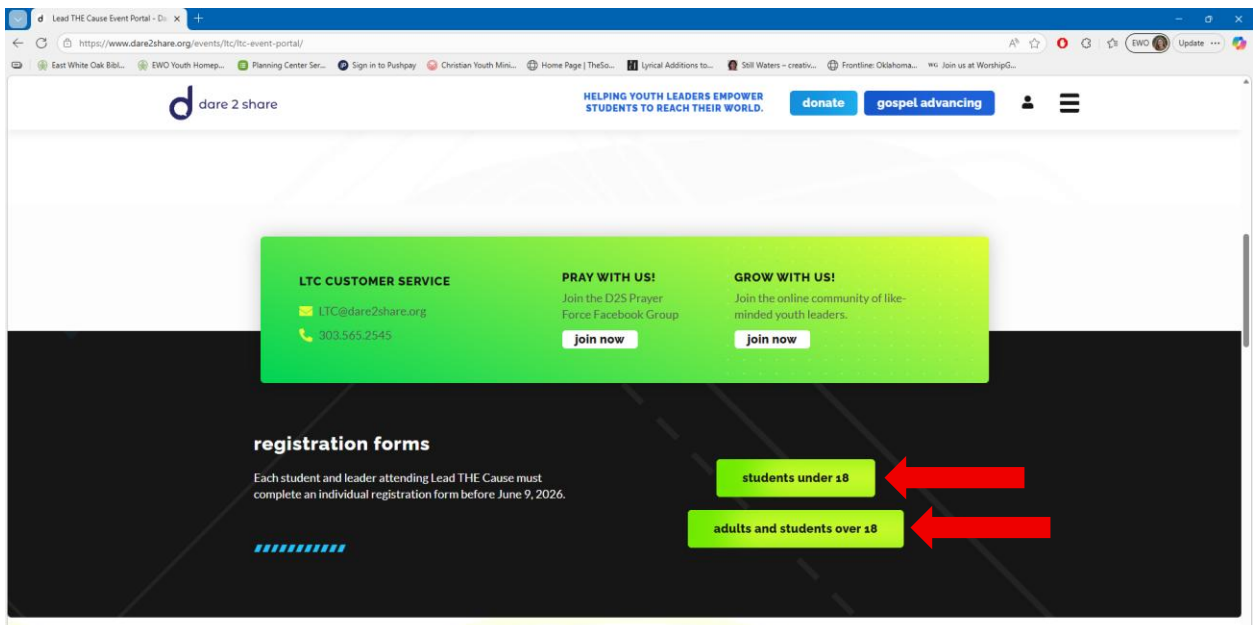 d Lead THE Cause Event Portal - Da
https://www.dare2share.org/events/ltc/ltc-event-portal/
EWO
Update
East White Oak Bibl...
EWO Youth Homep...
Planning Center Ser...
Sign in to Pushpay
Christian Youth Mini...
Home Page | TheSo...
Lyrical Additions to...
Still Waters – creativ...
Frontline: Oklahoma...
WG Join us at WorshipG...
d dare 2 share
HELPING YOUTH LEADERS EMPOWER
STUDENTS TO REACH THEIR WORLD.
donate
gospel advancing
LTC CUSTOMER SERVICE
LTC@dare2share.org
303.565.2545
PRAY WITH US!
Join the D2S Prayer
Force Facebook Group
join now
GROW WITH US!
Join the online community of like-
minded youth leaders.
join now
registration forms
Each student and leader attending Lead THE Cause must
complete an individual registration form before June 9, 2026.
students under 18
adults and students over 18